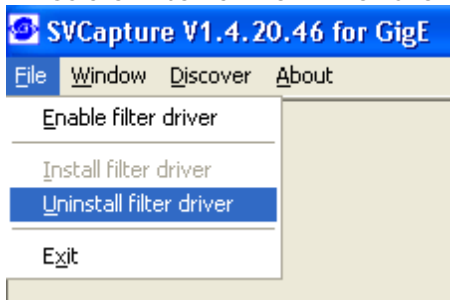 SVCapture V1.4.20.46 for GigE
File Window Discover About
Enable filter driver
Install filter driver
Uninstall filter driver
Exit